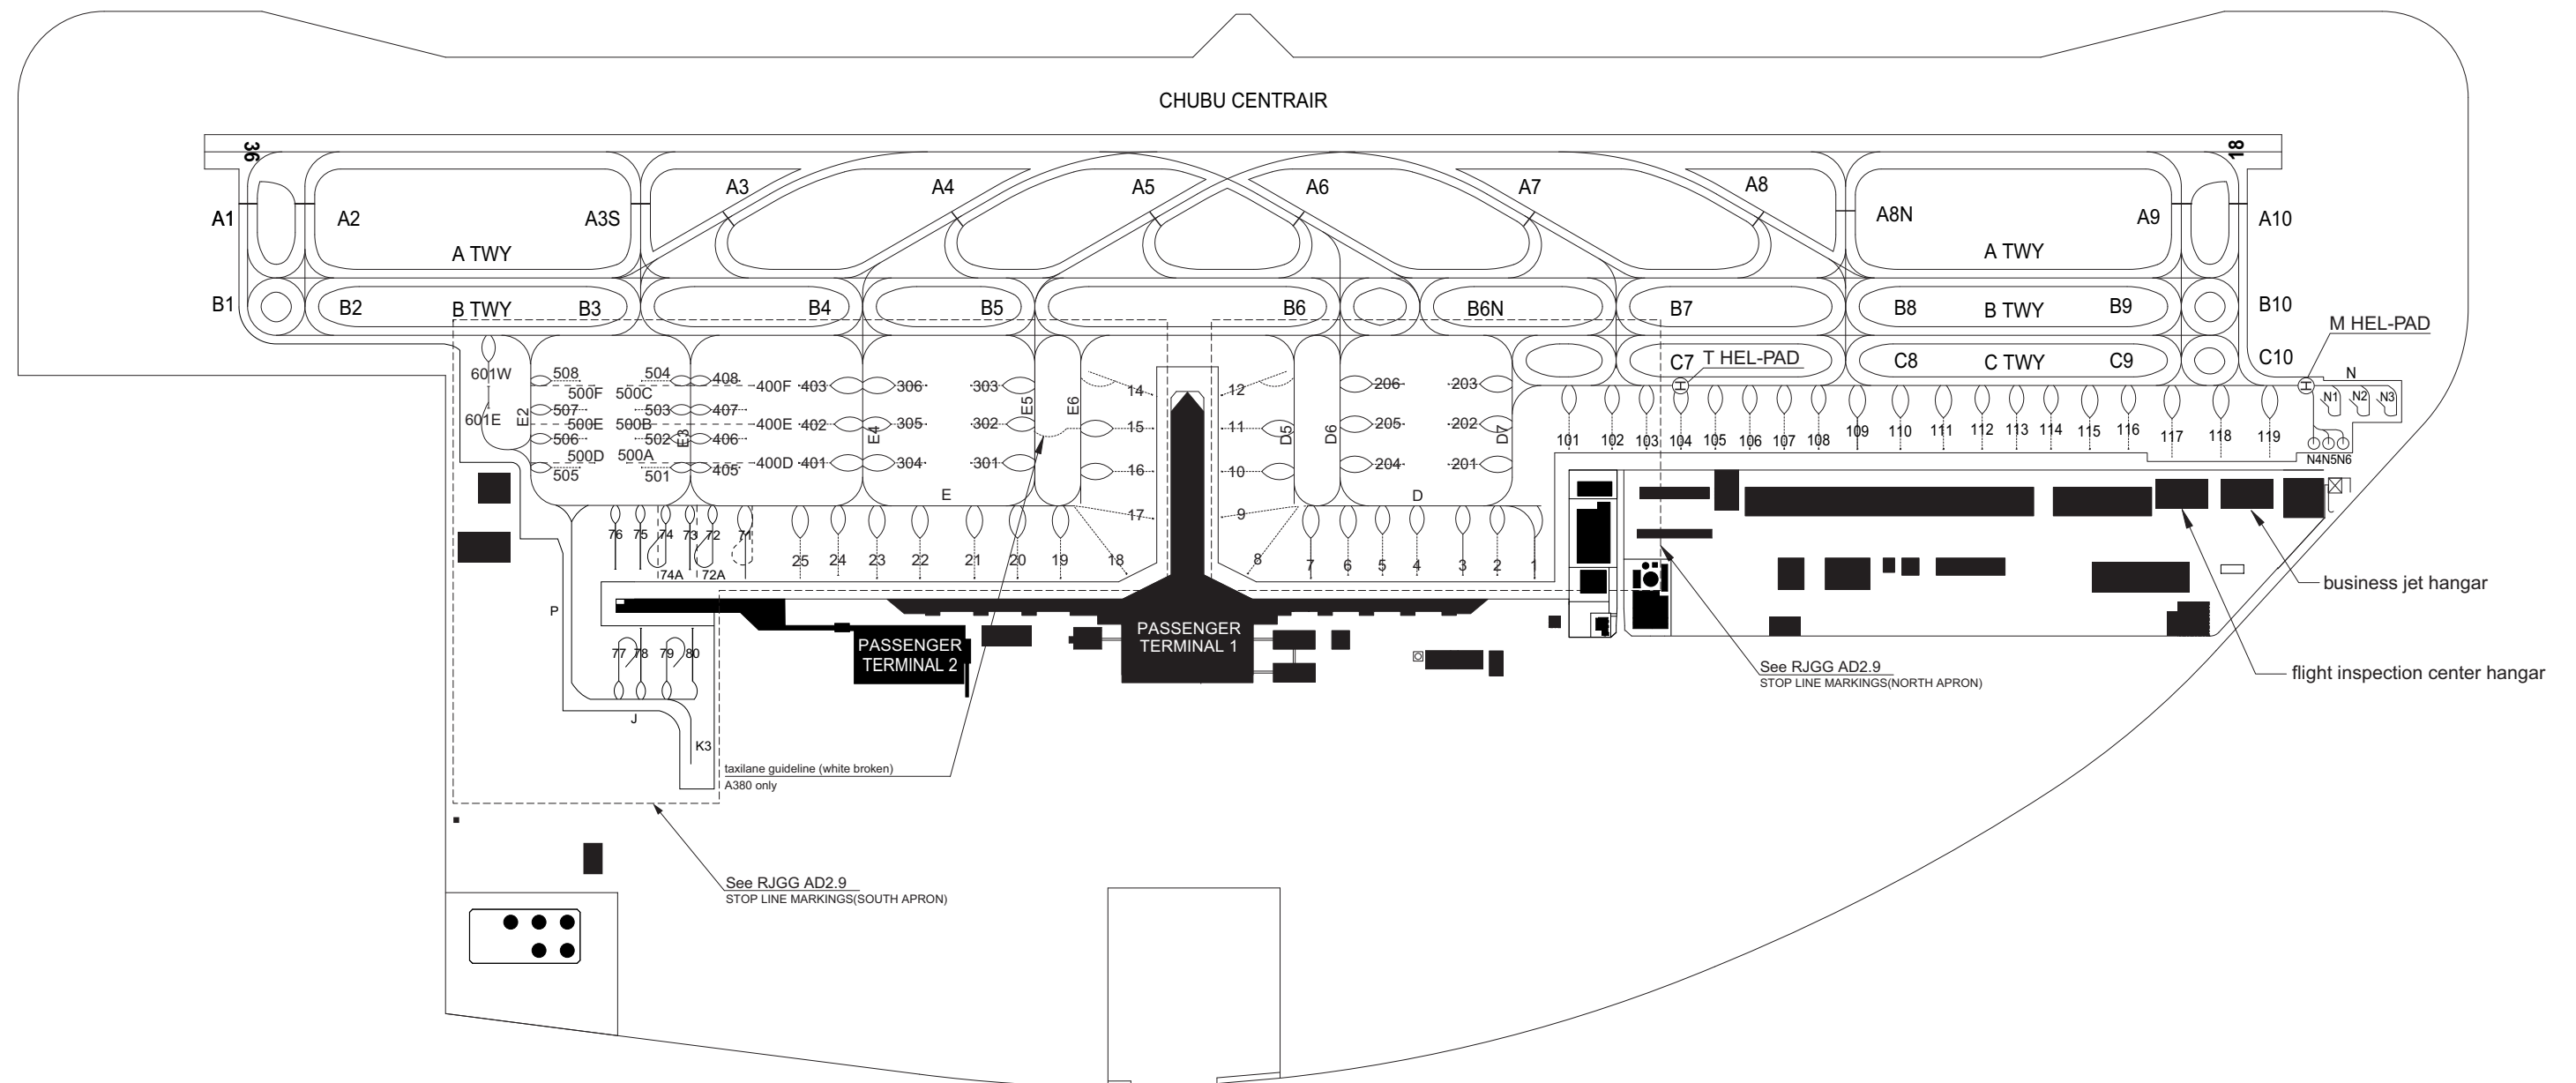 CHUBU CENTRAIR
36
18
A1
A2
A3S
A3
A4
A5
A6
A7
A8
A8N
A9
A10
A TWY
A TWY
B1
B2
B TWY
B3
B4
B5
B6
B6N
B7
B8
B TWY
B9
B10
M HEL-PAD
C7
T HEL-PAD
C8
C TWY
C9
C10
N
N1
N2
N3
N4
N5
N6
601W
601E
E2
508
500F
507
500E
506
500D
505
504
500C
503
500B
502
500A
501
E3
408
407
406
405
400F
400E
400D
403
402
401
E4
306
305
304
303
302
301
E5
E6
E
14
15
16
17
18
12
11
10
9
8
D5
D6
206
205
204
203
202
201
D7
D
101
102
103
104
105
106
107
108
109
110
111
112
113
114
115
116
117
118
119
76
75
74
73
72
71
74A
72A
25
24
23
22
21
20
19
7
6
5
4
3
2
1
P
77
78
79
80
J
K3
PASSENGER
TERMINAL 2
PASSENGER
TERMINAL 1
business jet hangar
flight inspection center hangar
See RJGG AD2.9
STOP LINE MARKINGS(NORTH APRON)
taxilane guideline (white broken)
A380 only
See RJGG AD2.9
STOP LINE MARKINGS(SOUTH APRON)